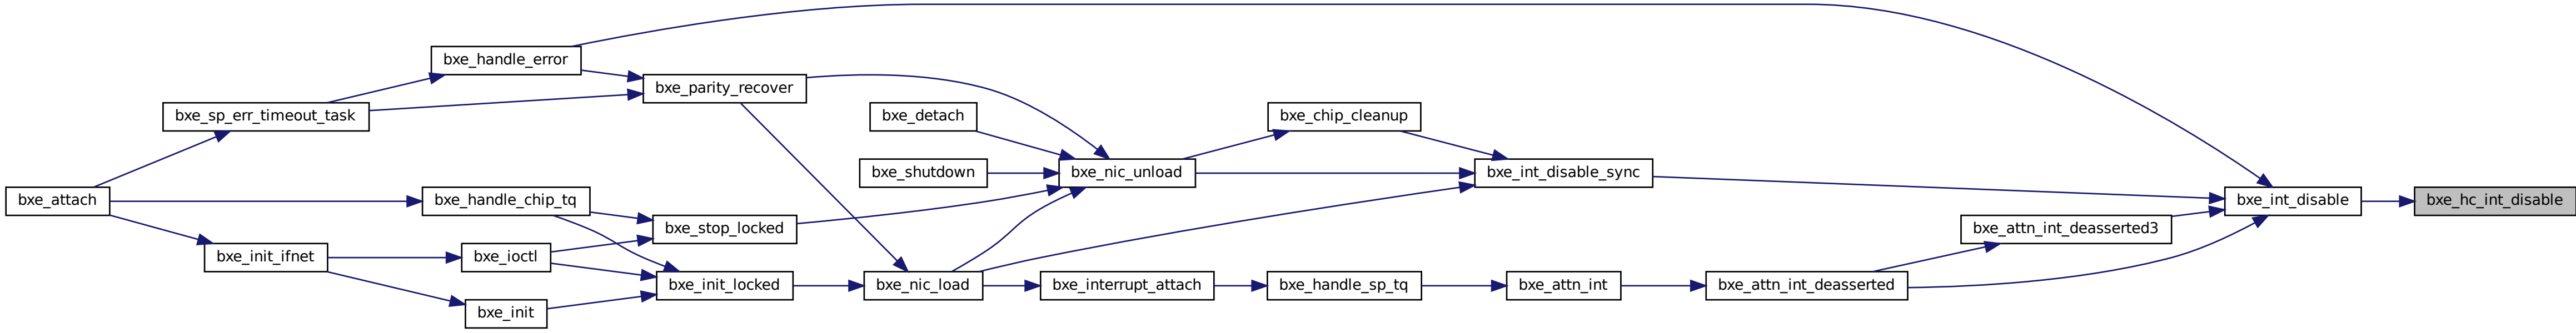 bxe_handle_error
bxe_parity_recover
bxe_sp_err_timeout_task
bxe_detach
bxe_chip_cleanup
bxe_shutdown
bxe_nic_unload
bxe_int_disable_sync
bxe_attach
bxe_handle_chip_tq
bxe_int_disable
bxe_hc_int_disable
bxe_stop_locked
bxe_attn_int_deasserted3
bxe_init_ifnet
bxe_ioctl
bxe_init_locked
bxe_nic_load
bxe_interrupt_attach
bxe_handle_sp_tq
bxe_attn_int
bxe_attn_int_deasserted
bxe_init